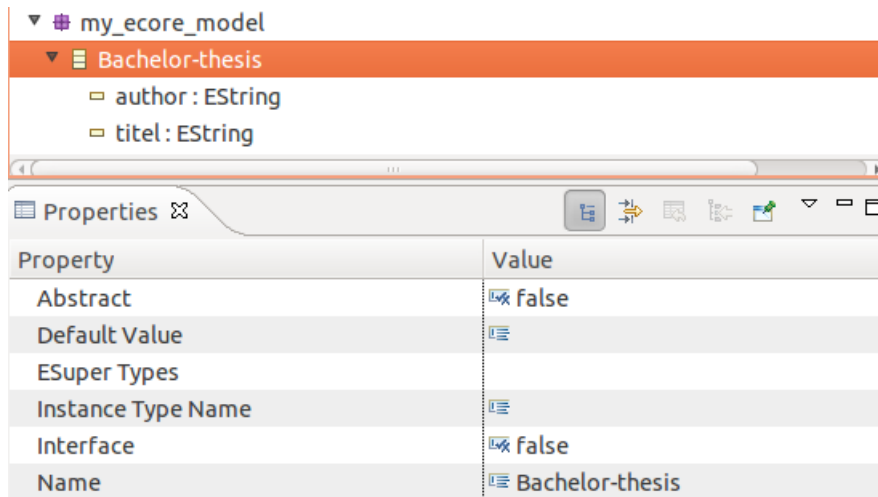 my_ecore_model
Bachelor-thesis
author : EString
titel : EString
Properties
Property Value
Abstract false
Default Value
ESuper Types
Instance Type Name
Interface false
Name Bachelor-thesis